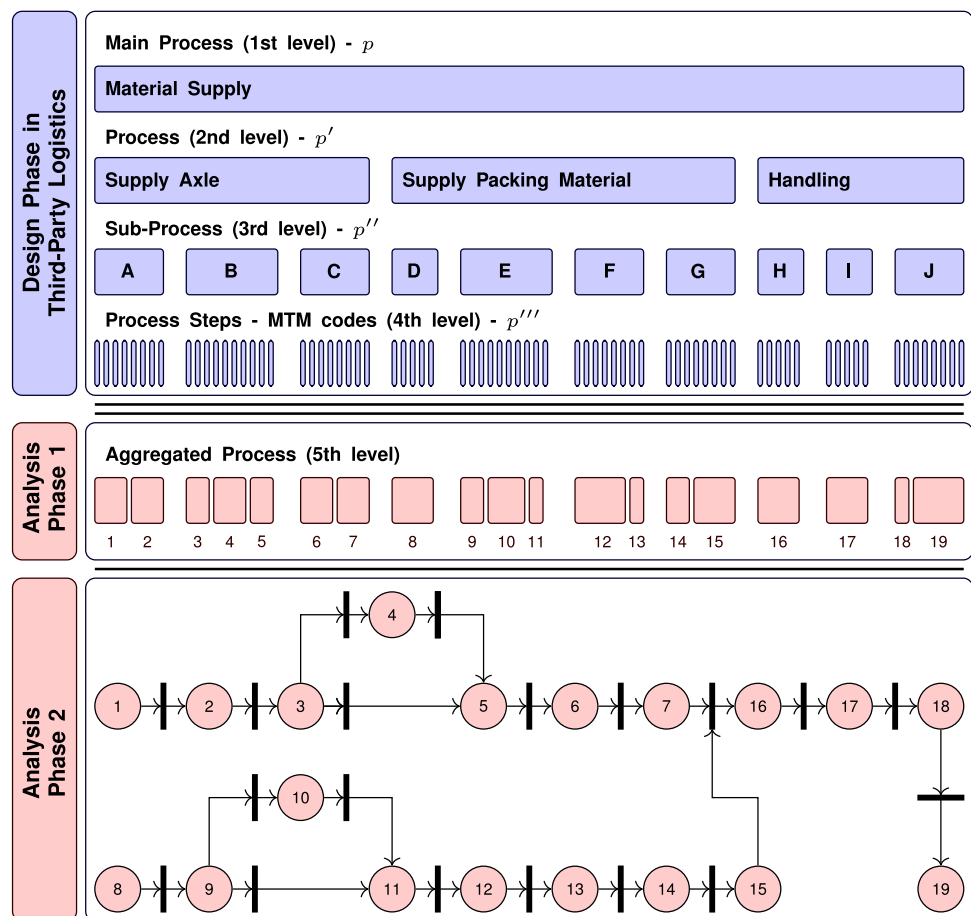 Design Phase in
Third-Party Logistics
Main Process (1st level) - p
Material Supply
Process (2nd level) - p′
Supply Axle
Supply Packing Material
Handling
Sub-Process (3rd level) - p′′
A B C D E F G H I J
Process Steps - MTM codes (4th level) - p′′′
Analysis
Phase 1
Aggregated Process (5th level)
1 2 3 4 5 6 7 8 9 10 11 12 13 14 15 16 17 18 19
Analysis
Phase 2
4
1 2 3 5 6 7 16 17 18
10
8 9 11 12 13 14 15 19